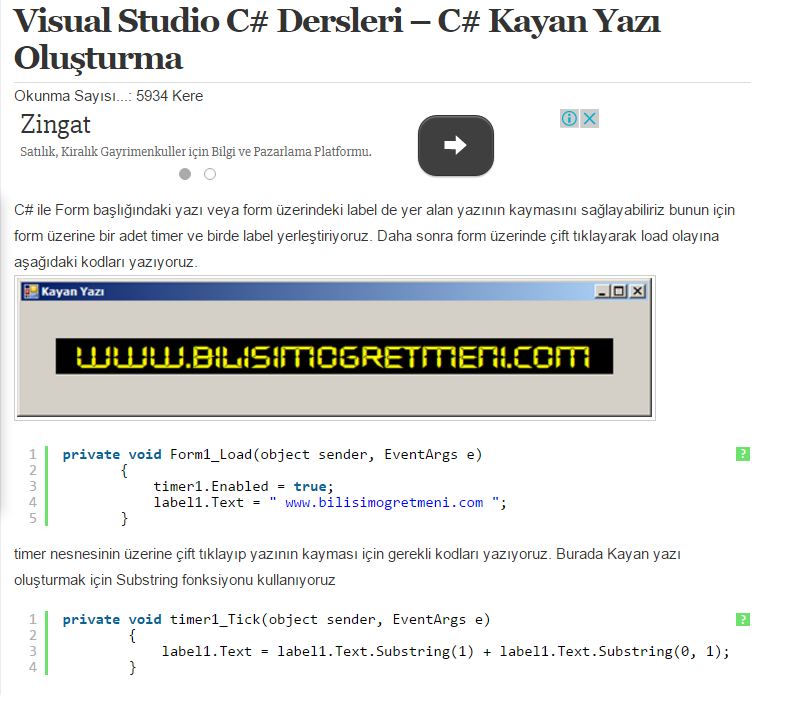 Visual Studio C# Dersleri – C# Kayan Yazı
Oluşturma
Okunma Sayısı...: 5934 Kere
Zingat
Satılık, Kiralık Gayrimenkuller için Bilgi ve Pazarlama Platformu.
C# ile Form başlığındaki yazı veya form üzerindeki label de yer alan yazının kaymasını sağlayabiliriz bunun için
form üzerine bir adet timer ve birde label yerleştiriyoruz. Daha sonra form üzerinde çift tıklayarak load olayına
aşağıdaki kodları yazıyoruz.
Kayan Yazı
WWW.BILISIMOGRETMENI.COM
1 private void Form1_Load(object sender, EventArgs e) ?
2 {
3 timer1.Enabled = true;
4 label1.Text = " www.bilisimogretmeni.com ";
5 }
timer nesnesinin üzerine çift tıklayıp yazının kayması için gerekli kodları yazıyoruz. Burada Kayan yazı
oluşturmak için Substring fonksiyonu kullanıyoruz
1 private void timer1_Tick(object sender, EventArgs e) ?
2 {
3 label1.Text = label1.Text.Substring(1) + label1.Text.Substring(0, 1);
4 }